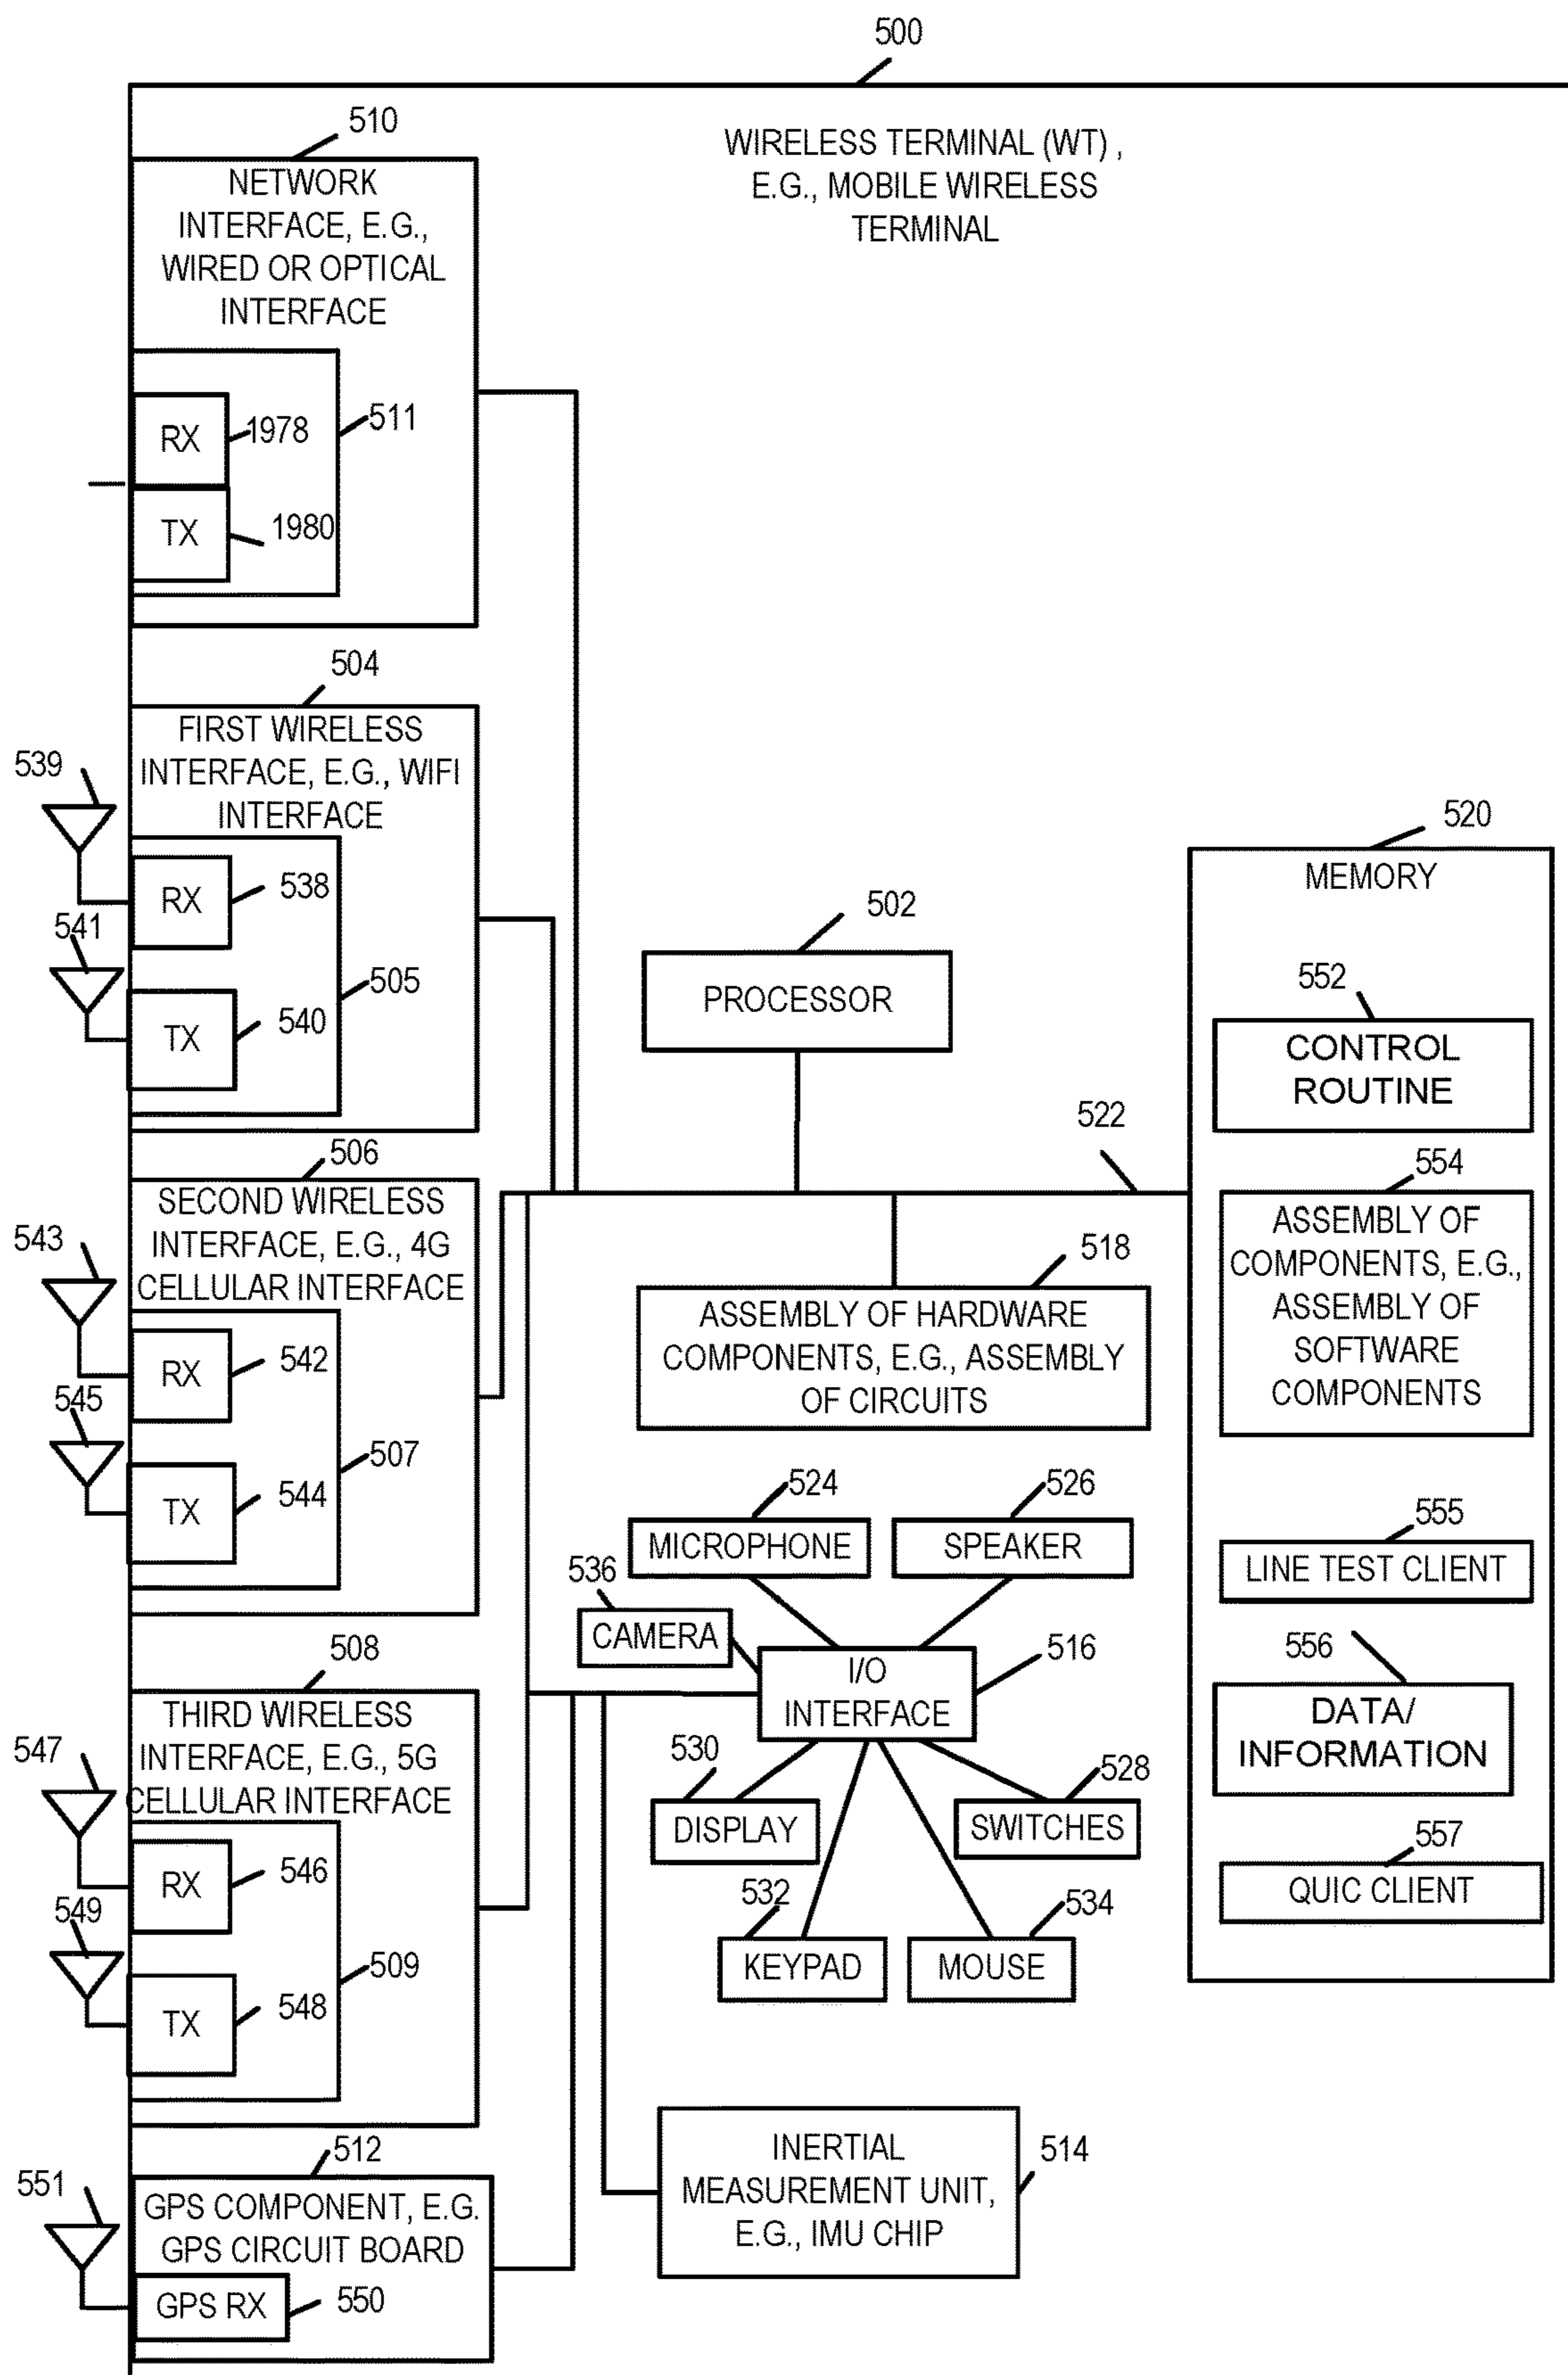 500
WIRELESS TERMINAL (WT) ,
E.G., MOBILE WIRELESS
TERMINAL
510
NETWORK
INTERFACE, E.G.,
WIRED OR OPTICAL
INTERFACE
511
RX
1978
TX
1980
504
FIRST WIRELESS
INTERFACE, E.G., WIFI
INTERFACE
539
RX
538
541
505
TX
540
506
SECOND WIRELESS
INTERFACE, E.G., 4G
CELLULAR INTERFACE
543
RX
542
545
507
TX
544
508
THIRD WIRELESS
INTERFACE, E.G., 5G
CELLULAR INTERFACE
547
RX
546
549
509
TX
548
512
GPS COMPONENT, E.G.
GPS CIRCUIT BOARD
551
GPS RX
550
502
PROCESSOR
522
518
ASSEMBLY OF HARDWARE
COMPONENTS, E.G., ASSEMBLY
OF CIRCUITS
524
MICROPHONE
526
SPEAKER
536
CAMERA
I/O
INTERFACE
516
530
DISPLAY
528
SWITCHES
532
KEYPAD
534
MOUSE
INERTIAL
MEASUREMENT UNIT,
E.G., IMU CHIP
514
520
MEMORY
552
CONTROL
ROUTINE
554
ASSEMBLY OF
COMPONENTS, E.G.,
ASSEMBLY OF
SOFTWARE
COMPONENTS
555
LINE TEST CLIENT
556
DATA/
INFORMATION
557
QUIC CLIENT